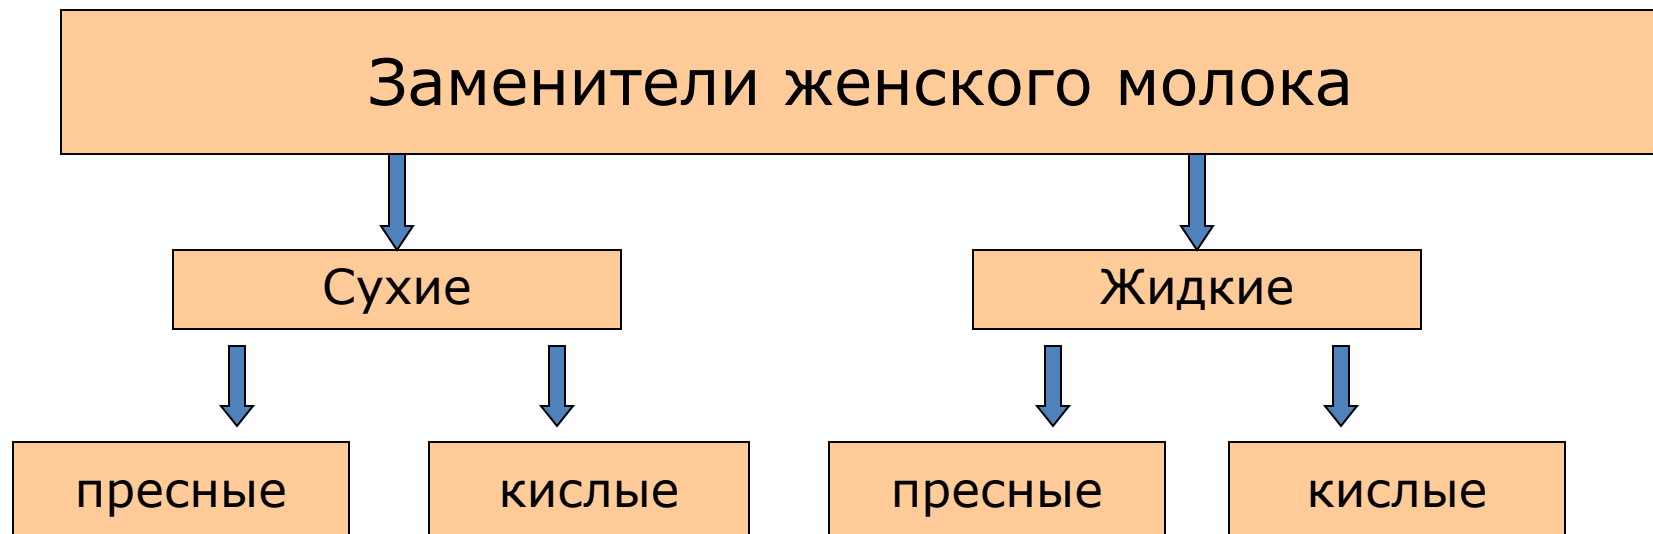 Заменители женского молока
Сухие
Жидкие
пресные
кислые
пресные
кислые